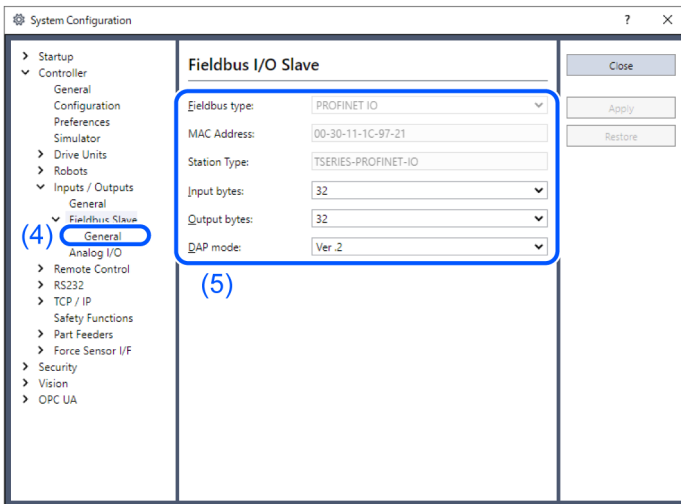 System Configuration
?
Startup
Controller
General
Configuration
Preferences
Simulator
Drive Units
Robots
Inputs / Outputs
General
Fieldbus Slave
(4) General
Analog I/O
Remote Control
RS232
TCP / IP
Safety Functions
Part Feeders
Force Sensor I/F
Security
Vision
OPC UA
Fieldbus I/O Slave
Fieldbus type: PROFINET IO
MAC Address: 00-30-11-1C-97-21
Station Type: TSERIES-PROFINET-IO
Input bytes: 32
Output bytes: 32
DAP mode: Ver .2
(5)
Close
Apply
Restore